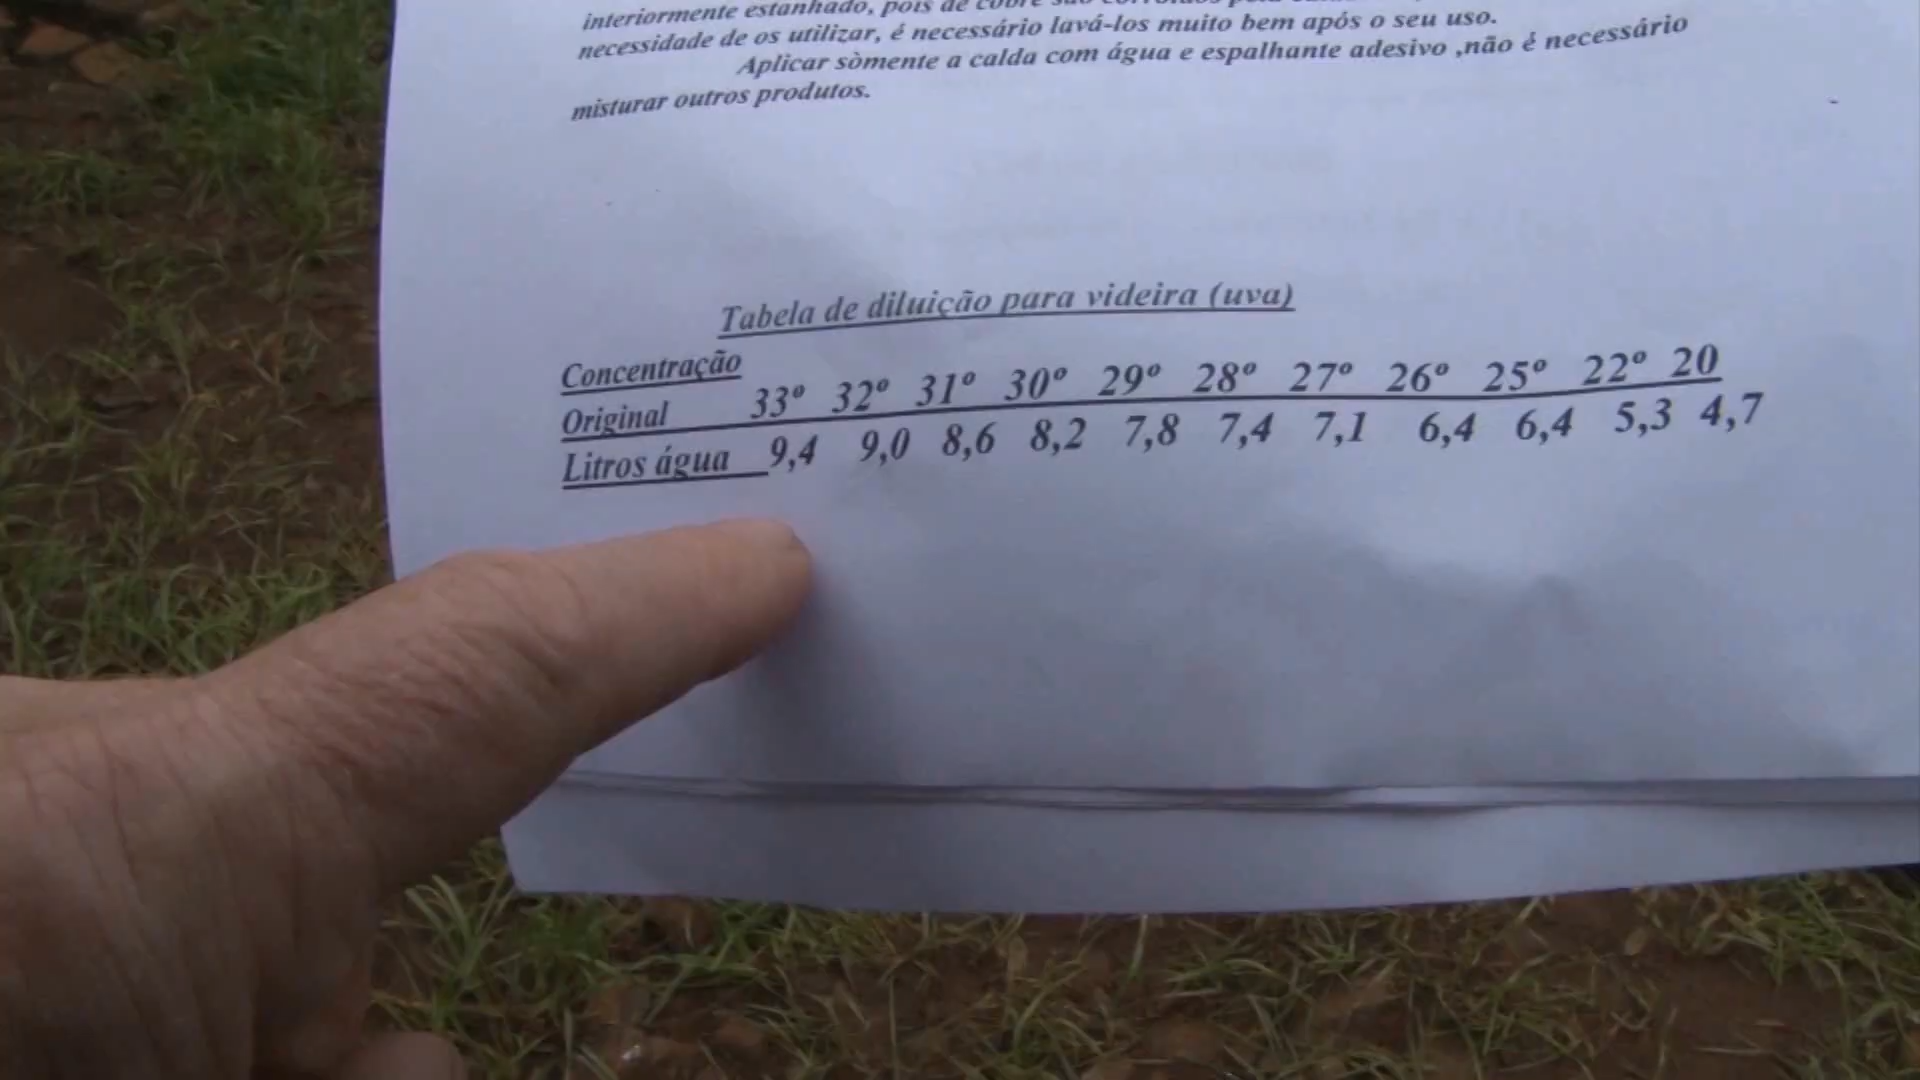 interiormente estanhado, pois de cobre são corroídos pela
necessidade de os utilizar, é necessário lavá-los muito bem após o seu uso.
Aplicar sòmente a calda com água e espalhante adesivo ,não é necessário
misturar outros produtos.
Tabela de diluição para videira (uva)
Concentração
Original 33º 32º 31º 30º 29º 28º 27º 26º 25º 22º 20
Litros água 9,4 9,0 8,6 8,2 7,8 7,4 7,1 6,4 6,4 5,3 4,7